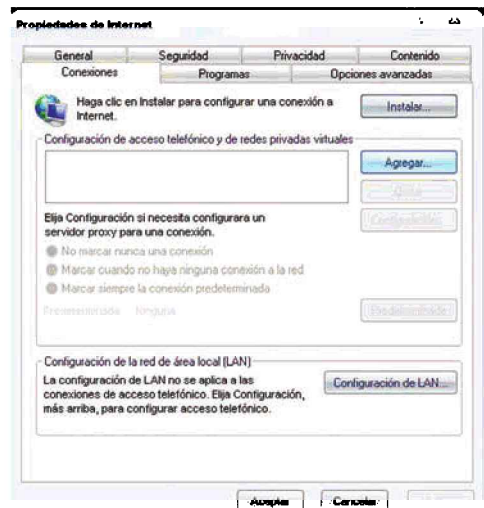 Propiedades de Internet
General Seguridad Privacidad Contenido
Conexiones Programas Opciones avanzadas
Haga clic en Instalar para configurar una conexión a
Internet.
Instalar...
Configuración de acceso telefónico y de redes privadas virtuales
Agregar...
Elija Configuración si necesita configurara un
servidor proxy para una conexión.
No marcar nunca una conexión
Marcar cuando no haya ninguna conexión a la red
Marcar siempre la conexión predeterminada
Ninguna
Configuración de la red de área local (LAN)
La configuración de LAN no se aplica a las
conexiones de acceso telefónico. Elija Configuración,
más arriba, para configurar acceso telefónico.
Configuración de LAN...
Aceptar Cancelar